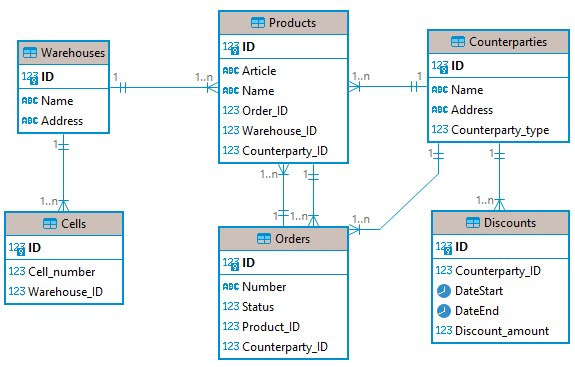 Products
ID
Article
Name
Order_ID
Warehouse_ID
Counterparty_ID
Warehouses
ID
Name
Address
Counterparties
ID
Name
Address
Counterparty_type
Cells
ID
Cell_number
Warehouse_ID
Orders
ID
Number
Status
Product_ID
Counterparty_ID
Discounts
ID
Counterparty_ID
DateStart
DateEnd
Discount_amount
1
1..n
1..n
1
1
1..n
1..n
1
1
1..n
1
1..n
1
1..n
123
ABC
ABC
123
123
123
123
ABC
ABC
123
ABC
ABC
123
123
123
123
123
ABC
123
123
123
123
123
123